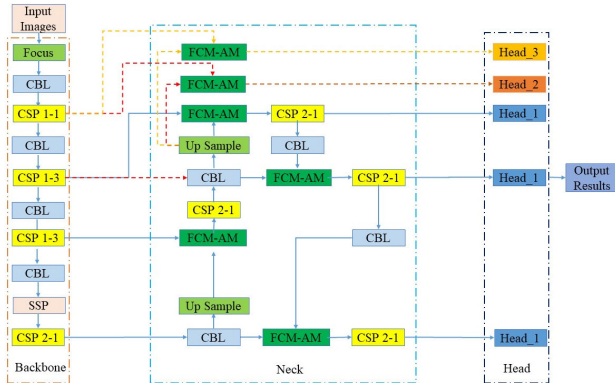 Input
Images
Focus
CBL
CSP 1-1
CBL
CSP 1-3
CBL
CSP 1-3
CBL
SSP
CSP 2-1
Backbone
FCM-AM
FCM-AM
FCM-AM
CSP 2-1
Up Sample
CBL
CBL
FCM-AM
CSP 2-1
CSP 2-1
FCM-AM
CBL
Up Sample
CBL
FCM-AM
CSP 2-1
Neck
Head_3
Head_2
Head_1
Head_1
Head_1
Head
Output
Results